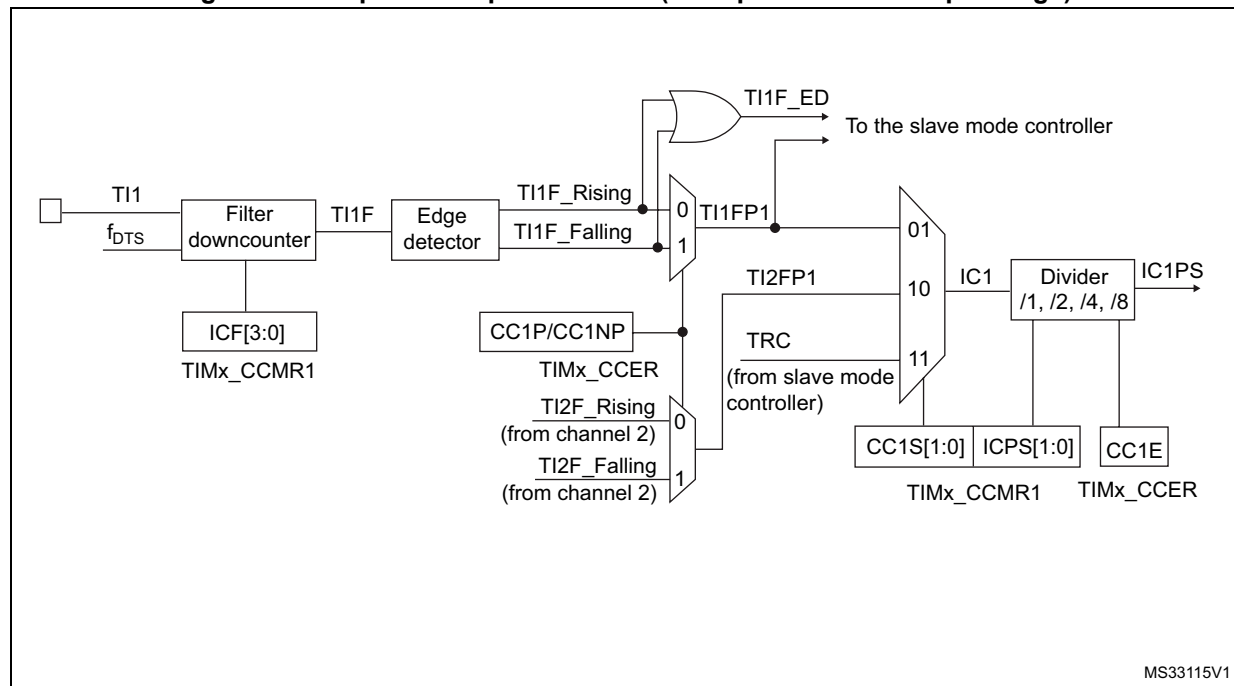 TI1F_ED
To the slave mode controller
TI1
fDTS
Filter
downcounter
TI1F
Edge
detector
TI1F_Rising
TI1F_Falling
0
1
TI1FP1
01
10
11
TI2FP1
TRC
(from slave mode
controller)
IC1
Divider
/1, /2, /4, /8
IC1PS
ICF[3:0]
TIMx_CCMR1
CC1P/CC1NP
TIMx_CCER
TI2F_Rising
(from channel 2)
TI2F_Falling
(from channel 2)
0
1
CC1S[1:0]
ICPS[1:0]
CC1E
TIMx_CCMR1
TIMx_CCER
MS33115V1